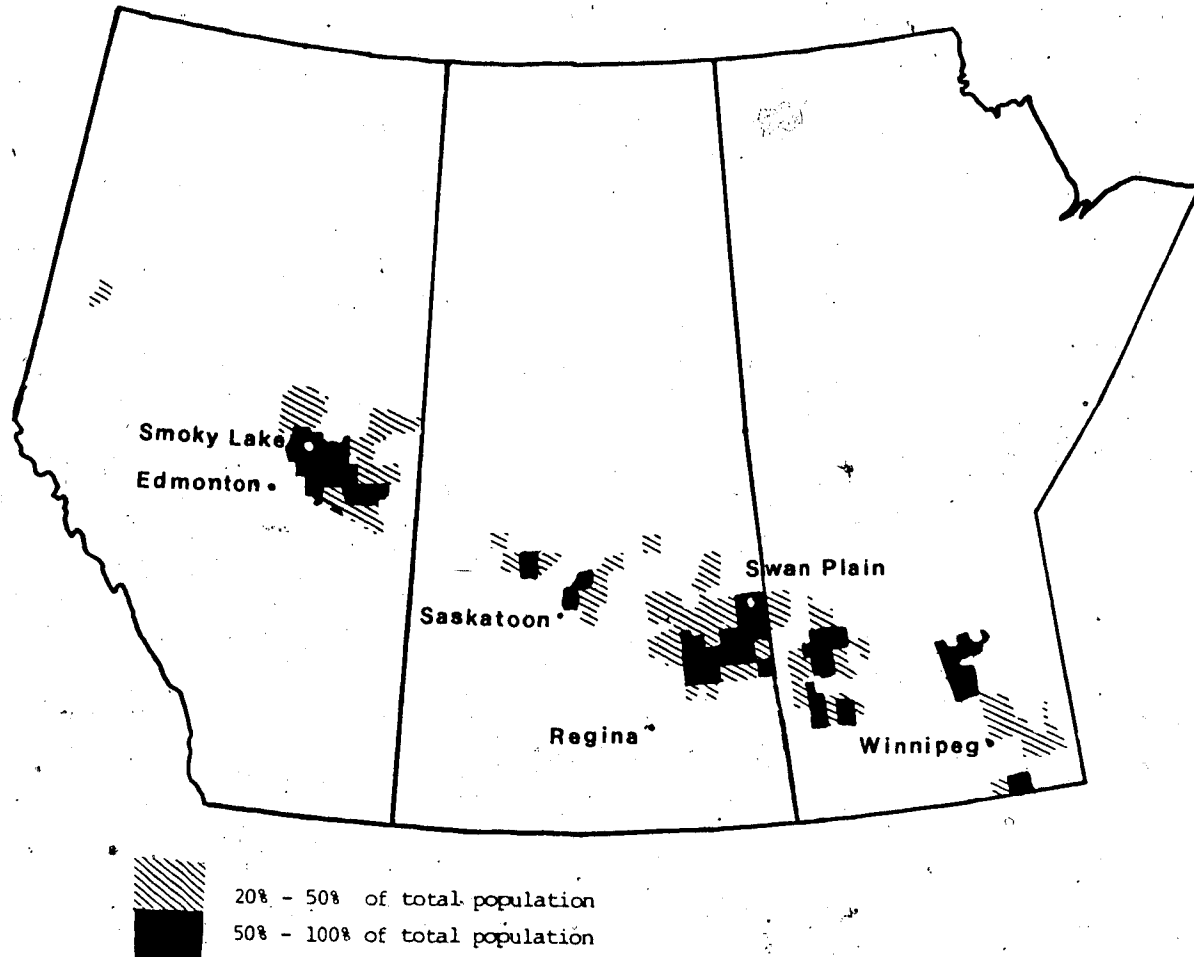 Smoky Lake
Edmonton
Swan Plain
Saskatoon
Regina
Winnipeg
20% - 50% of total population
50% - 100% of total population